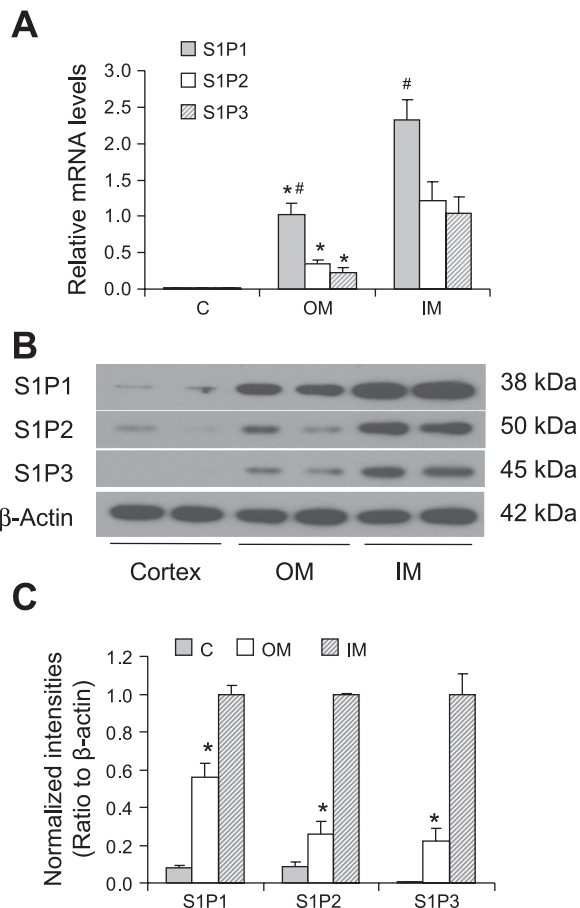 A
S1P1
S1P2
S1P3
Relative mRNA levels
3.0
2.5
2.0
1.5
1.0
0.5
0.0
*#
*
*
#
C OM IM
B
S1P1 38 kDa
S1P2 50 kDa
S1P3 45 kDa
β-Actin 42 kDa
Cortex OM IM
C
C OM IM
Normalized intensities
(Ratio to β-actin)
1.2
1.0
0.8
0.6
0.4
0.2
0.0
*
*
*
S1P1 S1P2 S1P3